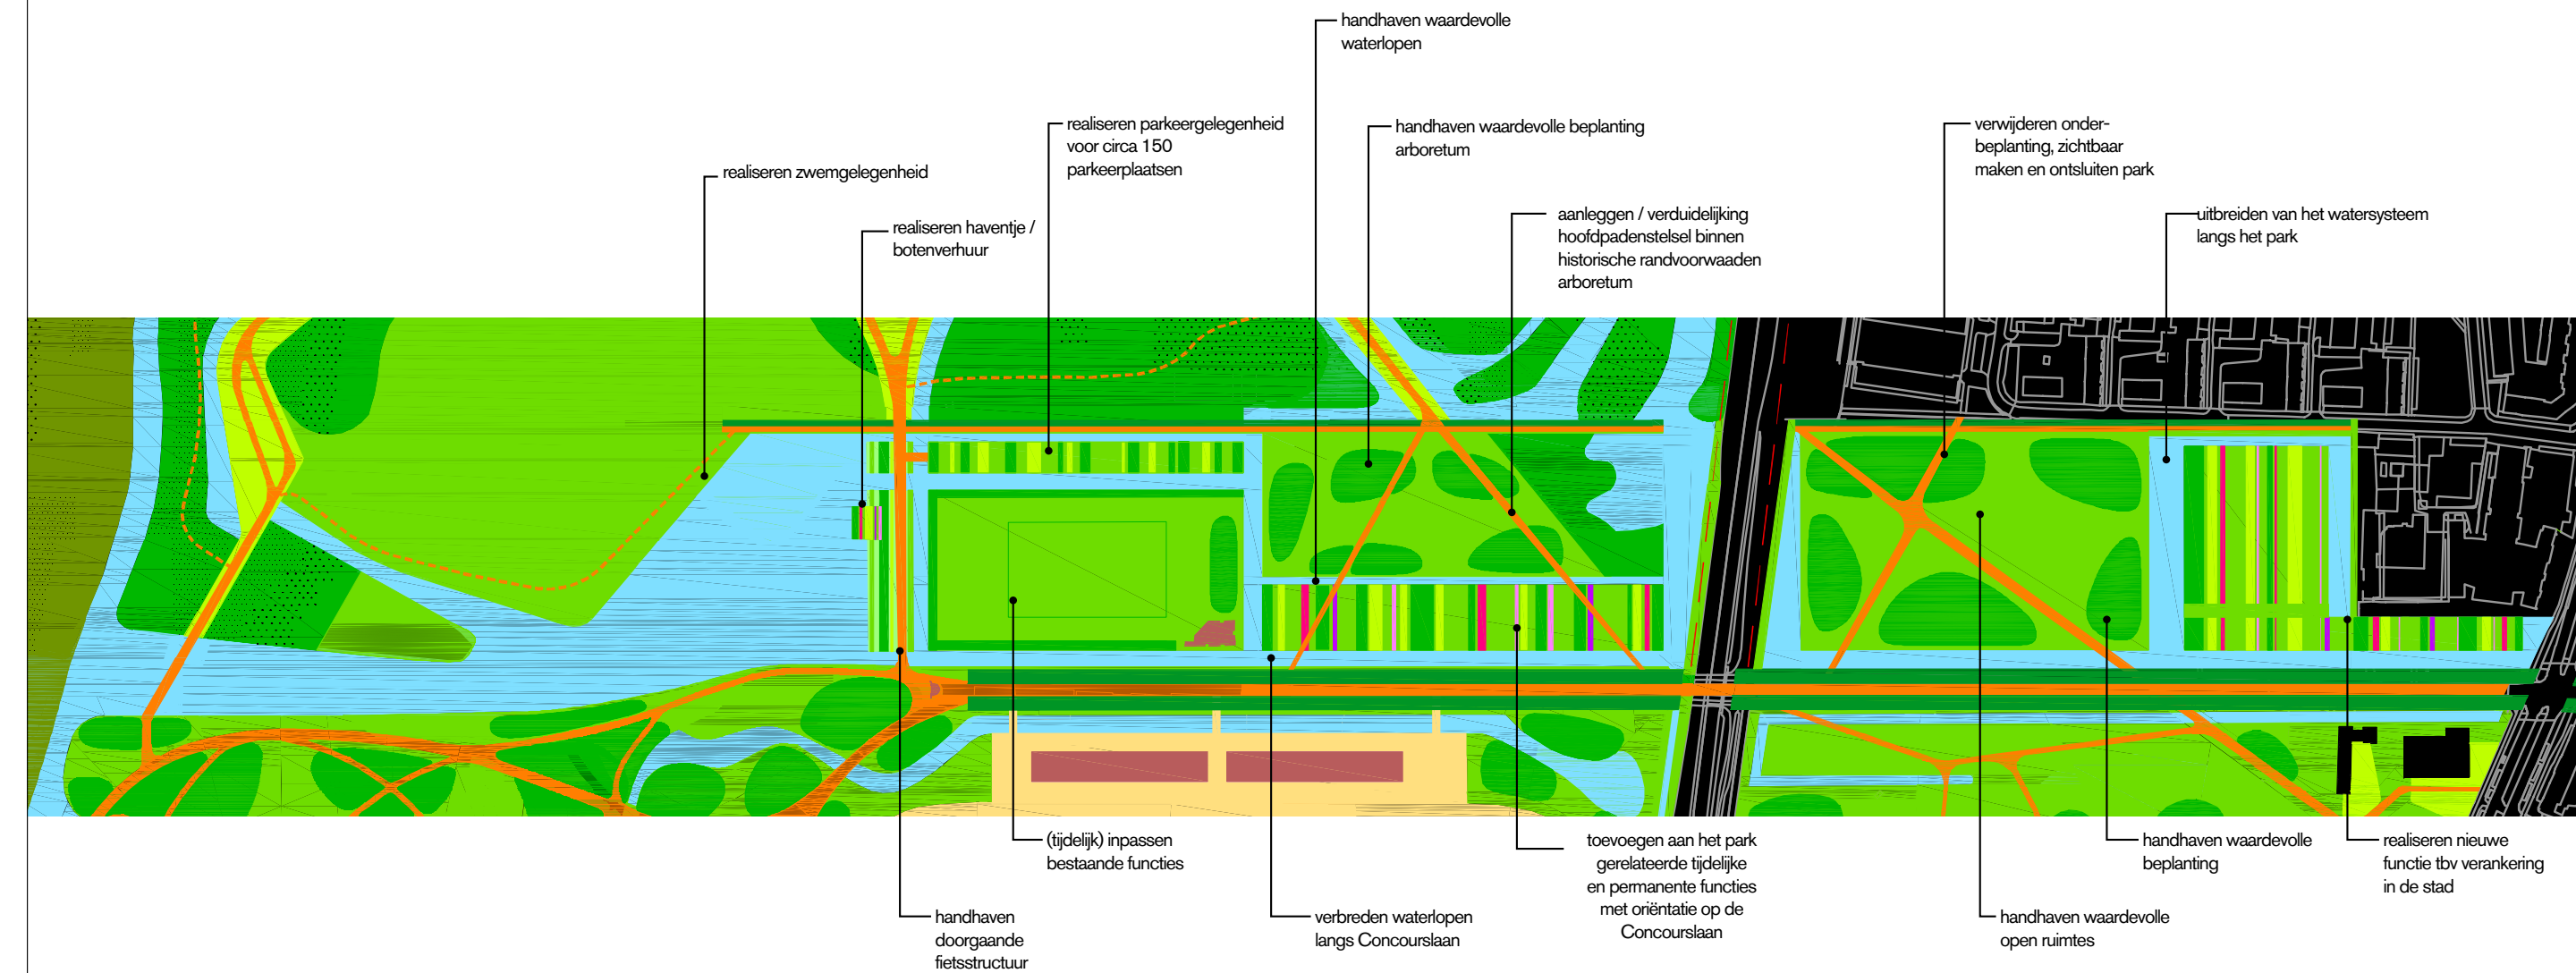 handhaven waardevolle
waterlopen
realiseren parkeergelegenheid
voor circa 150
parkeerplaatsen
handhaven waardevolle beplanting
arboretum
verwijderen onder-
beplanting, zichtbaar
maken en ontsluiten park
realiseren zwemgelegenheid
realiseren haventje /
botenverhuur
aanleggen / verduidelijking
hoofdpadenstelsel binnen
historische randvoorwaaden
arboretum
uitbreiden van het watersysteem
langs het park
(tijdelijk) inpassen
bestaande functies
toevoegen aan het park
gerelateerde tijdelijke
en permanente functies
met oriëntatie op de
Concourslaan
handhaven waardevolle
beplanting
realiseren nieuwe
functie tbv verankering
in de stad
handhaven
doorgaande
fietsstructuur
verbreden waterlopen
langs Concourslaan
handhaven waardevolle
open ruimtes